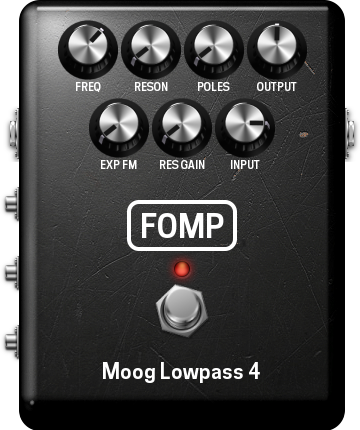 FREQ RESON POLES OUTPUT
EXP FM RES GAIN INPUT
FOMP
Moog Lowpass 4